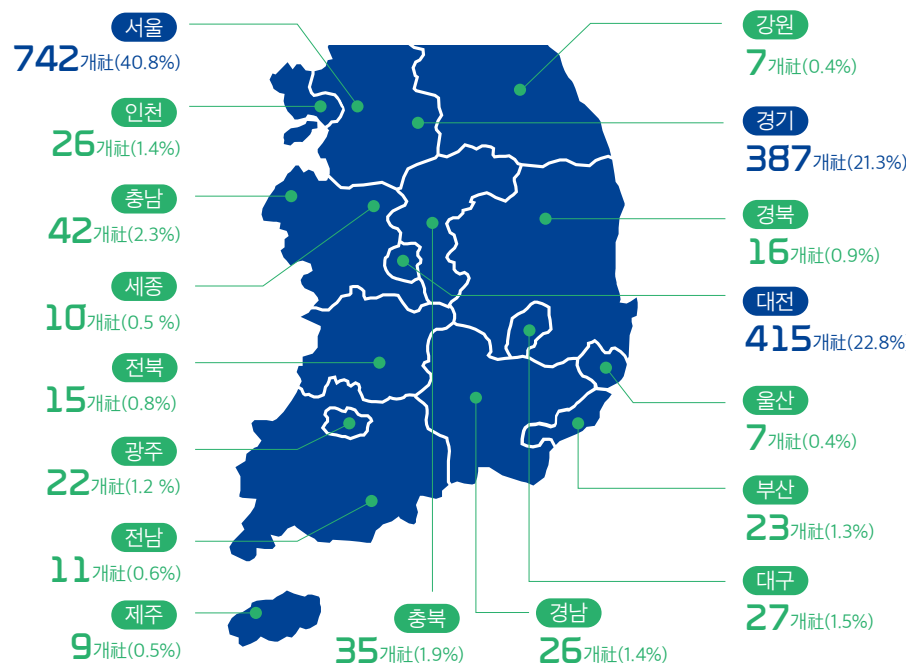 서울
742개社(40.8%)
인천
26개社(1.4%)
충남
42개社(2.3%)
세종
10개社(0.5 %)
전북
15개社(0.8%)
광주
22개社(1.2 %)
전남
11개社(0.6%)
제주
9개社(0.5%)
충북
35개社(1.9%)
경남
26개社(1.4%)
강원
7개社(0.4%)
경기
387개社(21.3%)
경북
16개社(0.9%)
대전
415개社(22.8%
울산
7개社(0.4%)
부산
23개社(1.3%)
대구
27개社(1.5%)